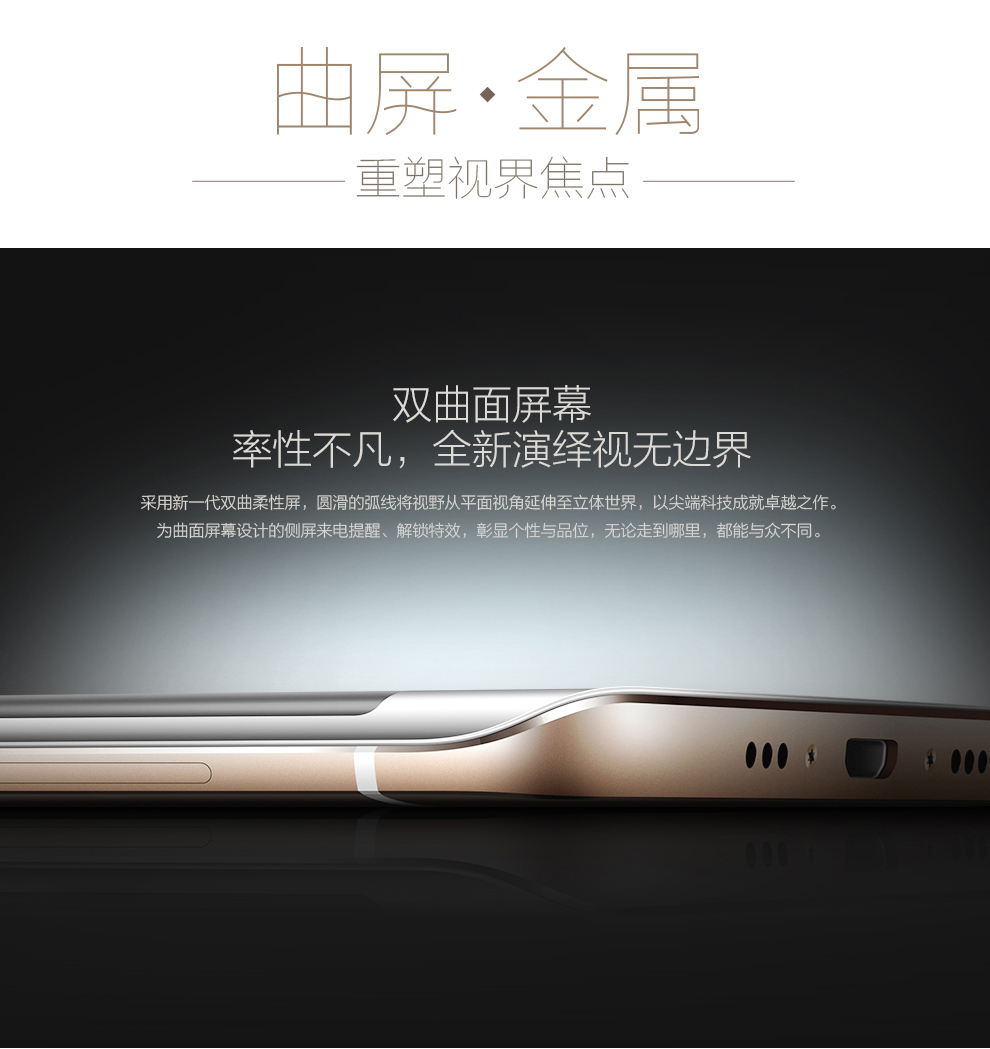 曲屏·金属
重塑视界焦点
双曲面屏幕
率性不凡，全新演绎视无边界
采用新一代双曲柔性屏，圆滑的弧线将视野从平面视角延伸至立体世界，以尖端科技成就卓越之作。
为曲面屏幕设计的侧屏来电提醒、解锁特效，彰显个性与品位，无论走到哪里，都能与众不同。